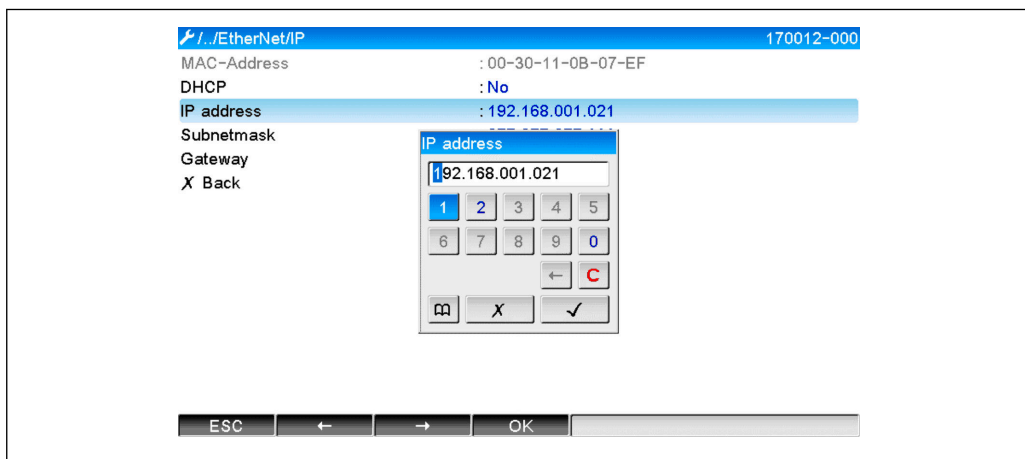 /../EtherNet/IP 170012-000
MAC-Address : 00-30-11-0B-07-EF
DHCP : No
IP address : 192.168.001.021
Subnetmask
IP address
Gateway
192.168.001.021
X Back
1 2 3 4 5
6 7 8 9 0
← C
X ✓
ESC ← → OK